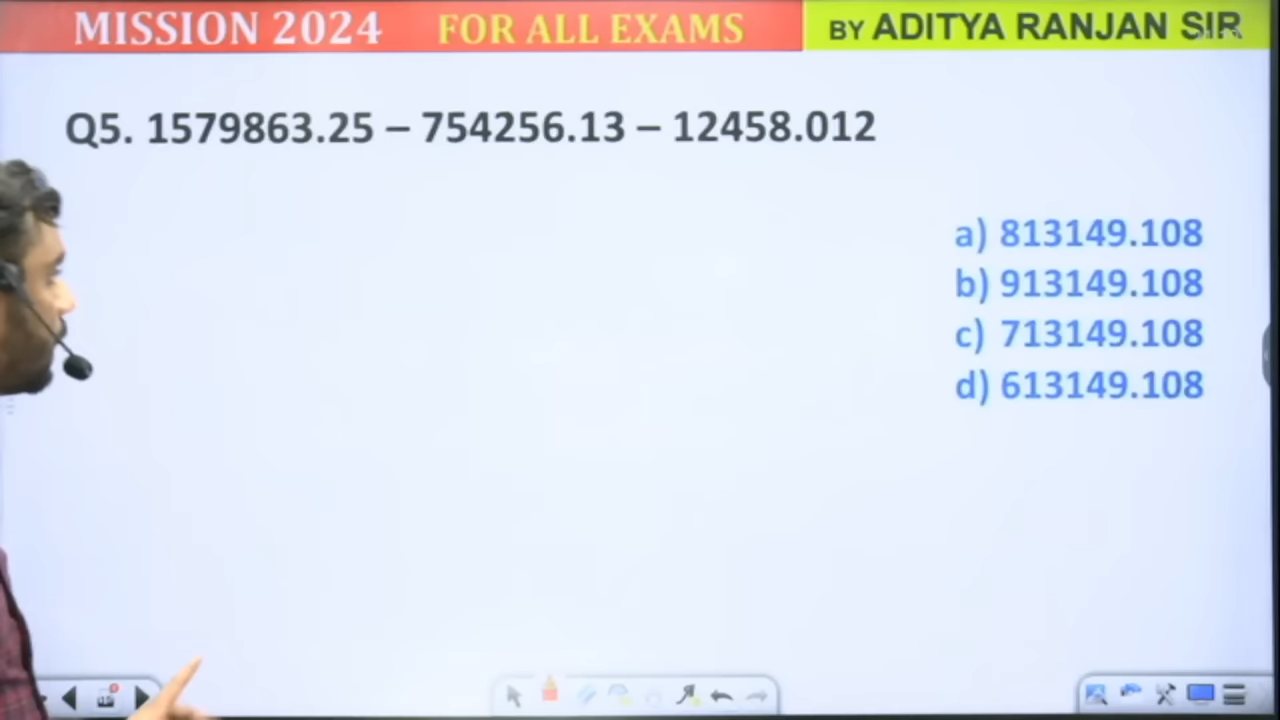 MISSION 2024 FOR ALL EXAMS BY ADITYA RANJAN SIR
Q5. 1579863.25 – 754256.13 – 12458.012
a) 813149.108
b) 913149.108
c) 713149.108
d) 613149.108